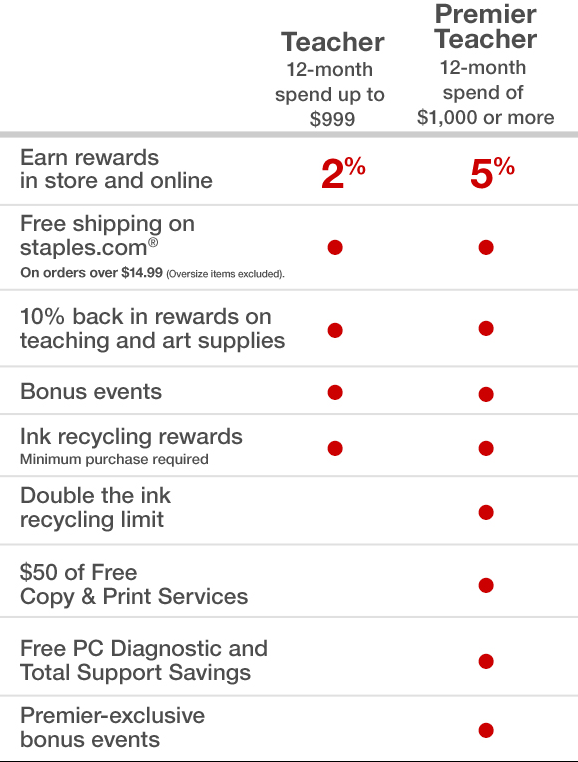 Teacher
12-month
spend up to
$999
Premier
Teacher
12-month
spend of
$1,000 or more
Earn rewards
in store and online
2%
5%
Free shipping on
staples.com®
On orders over $14.99 (Oversize items excluded).
10% back in rewards on
teaching and art supplies
Bonus events
Ink recycling rewards
Minimum purchase required
Double the ink
recycling limit
$50 of Free
Copy & Print Services
Free PC Diagnostic and
Total Support Savings
Premier-exclusive
bonus events